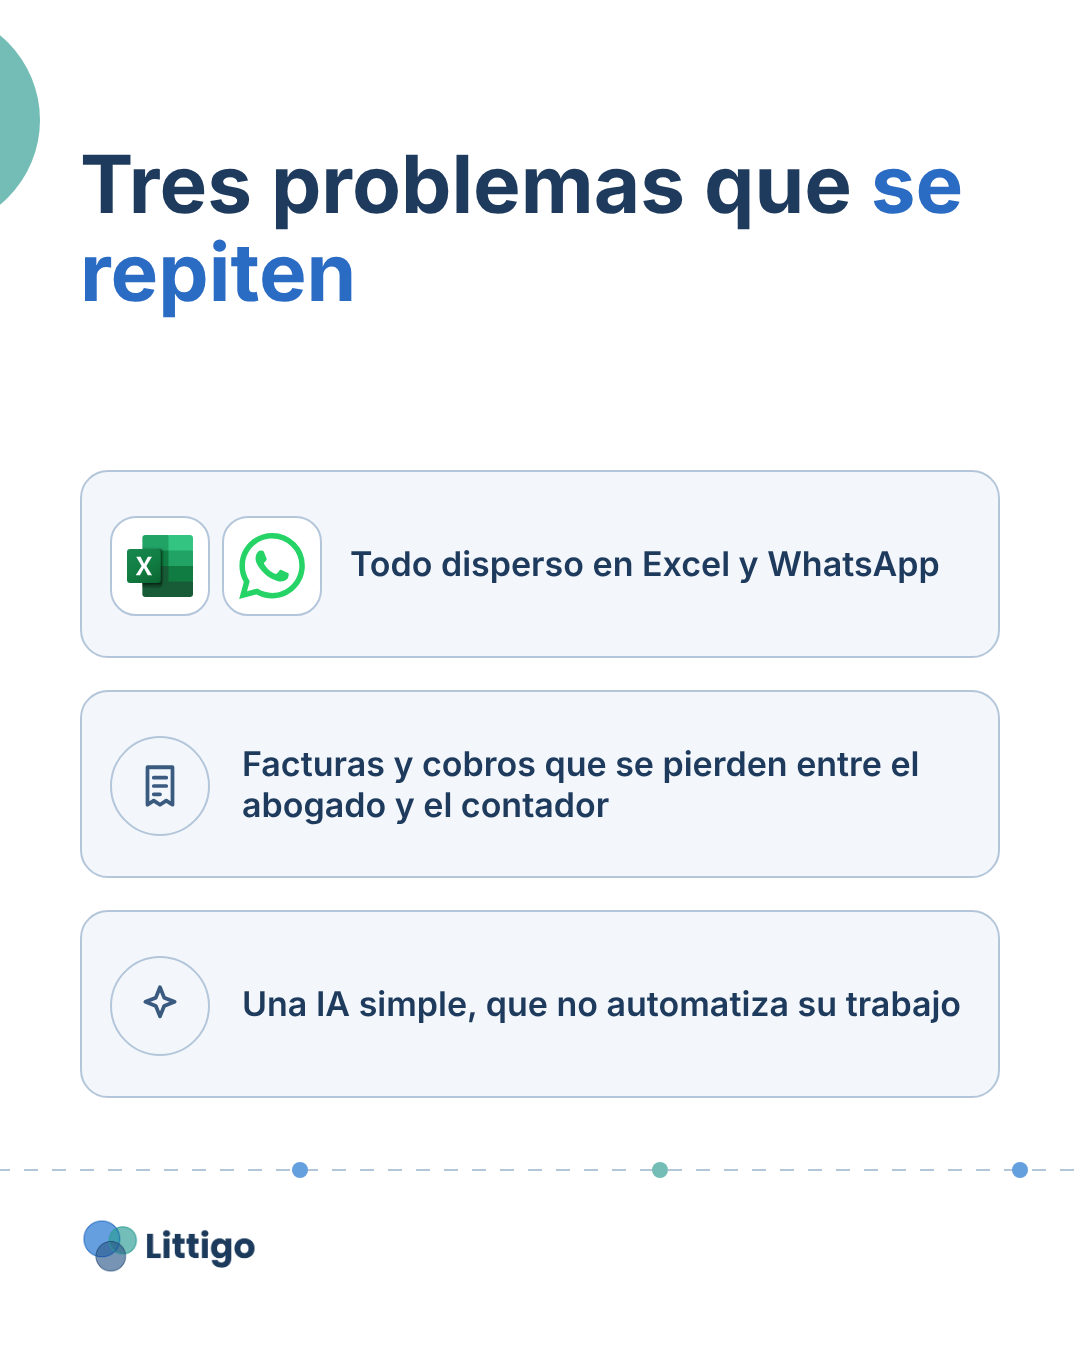 Tres problemas que se
repiten
X
Todo disperso en Excel y WhatsApp
Facturas y cobros que se pierden entre el
abogado y el contador
Una IA simple, que no automatiza su trabajo
Littigo